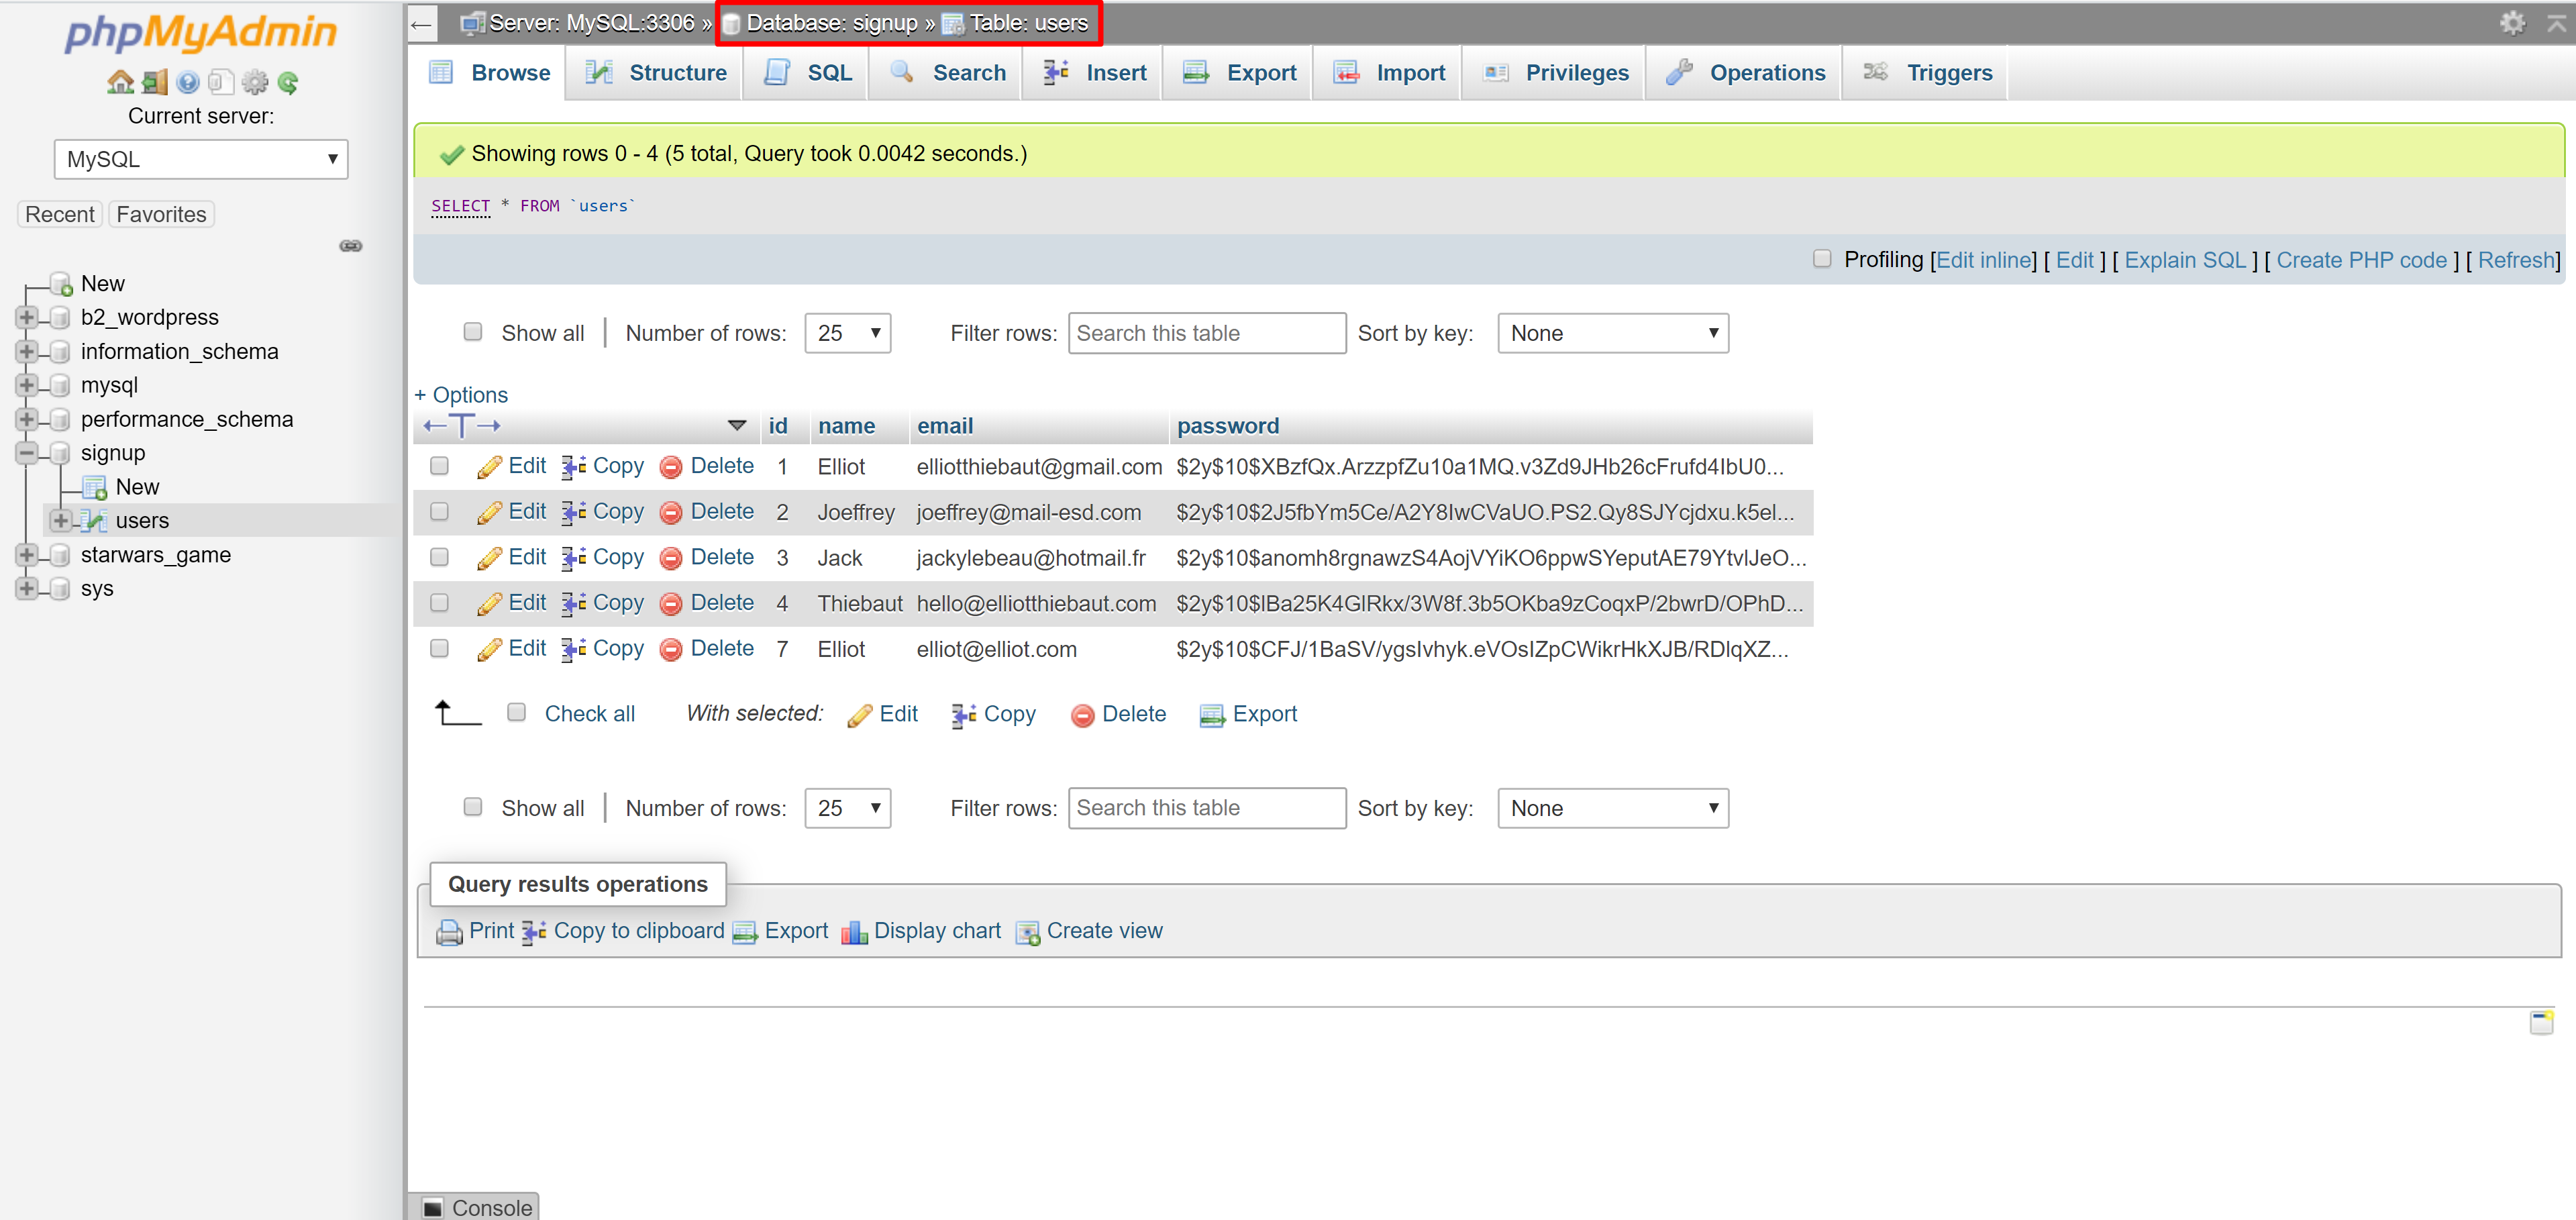 phpMyAdmin
Current server:
MySQL
Recent Favorites
New
b2_wordpress
information_schema
mysql
performance_schema
signup
New
users
starwars_game
sys
Server: MySQL:3306 » Database: signup » Table: users
Browse Structure SQL Search Insert Export Import Privileges Operations Triggers
Showing rows 0 - 4 (5 total, Query took 0.0042 seconds.)
SELECT * FROM `users`
Profiling [Edit inline] [ Edit ] [ Explain SQL ] [ Create PHP code ] [ Refresh]
Show all | Number of rows: 25 Filter rows: Search this table Sort by key: None
+ Options
←T→ id name email password
Edit Copy Delete 1 Elliot elliotthiebaut@gmail.com $2y$10$XBzfQx.ArzzpfZu10a1MQ.v3Zd9JHb26cFrufd4IbU0...
Edit Copy Delete 2 Joeffrey joeffrey@mail-esd.com $2y$10$2J5fbYm5Ce/A2Y8IwCVaUO.PS2.Qy8SJYcjdxu.k5el...
Edit Copy Delete 3 Jack jackylebeau@hotmail.fr $2y$10$anomh8rgnawzS4AojVYiKO6ppwSYeputAE79YtvlJeO...
Edit Copy Delete 4 Thiebaut hello@elliotthiebaut.com $2y$10$lBa25K4GlRkx/3W8f.3b5OKba9zCoqxP/2bwrD/OPhD...
Edit Copy Delete 7 Elliot elliot@elliot.com $2y$10$CFJ/1BaSV/ygsIvhyk.eVOsIZpCWikrHkXJB/RDlqXZ...
Check all With selected: Edit Copy Delete Export
Show all | Number of rows: 25 Filter rows: Search this table Sort by key: None
Query results operations
Print Copy to clipboard Export Display chart Create view
Console